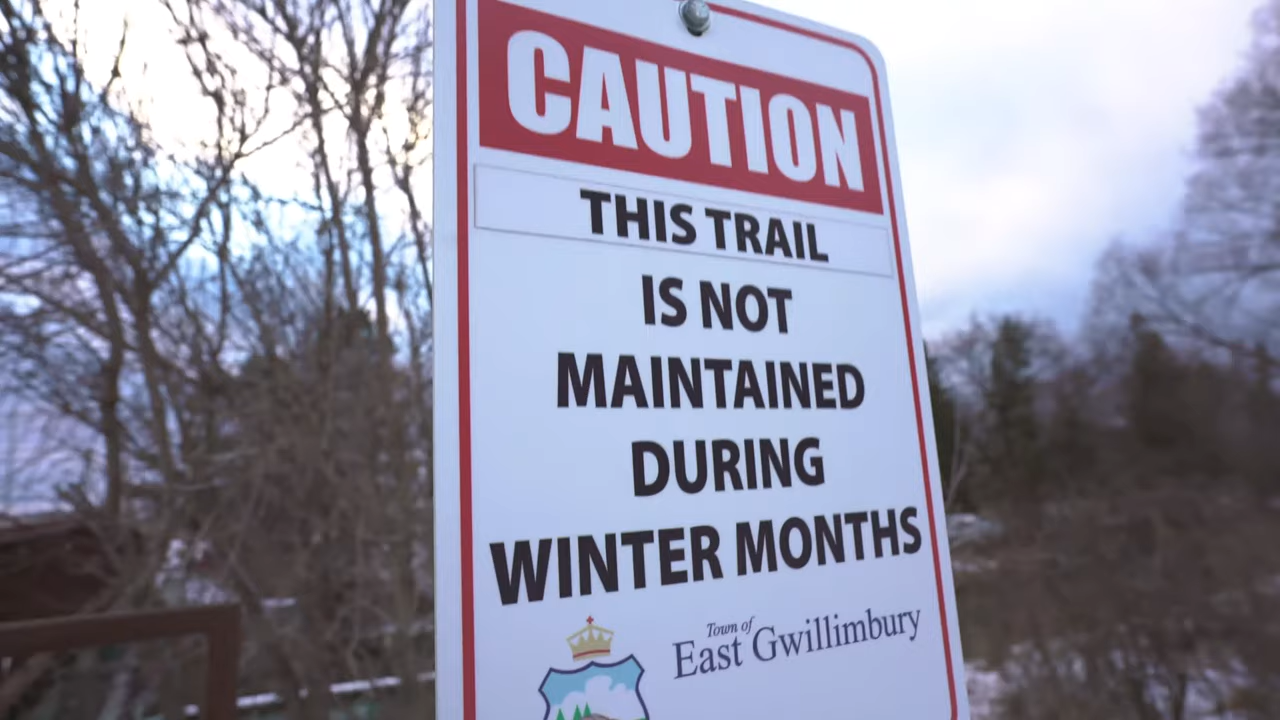 CAUTION
THIS TRAIL
IS NOT
MAINTAINED
DURING
WINTER MONTHS
Town of
East Gwillimbury